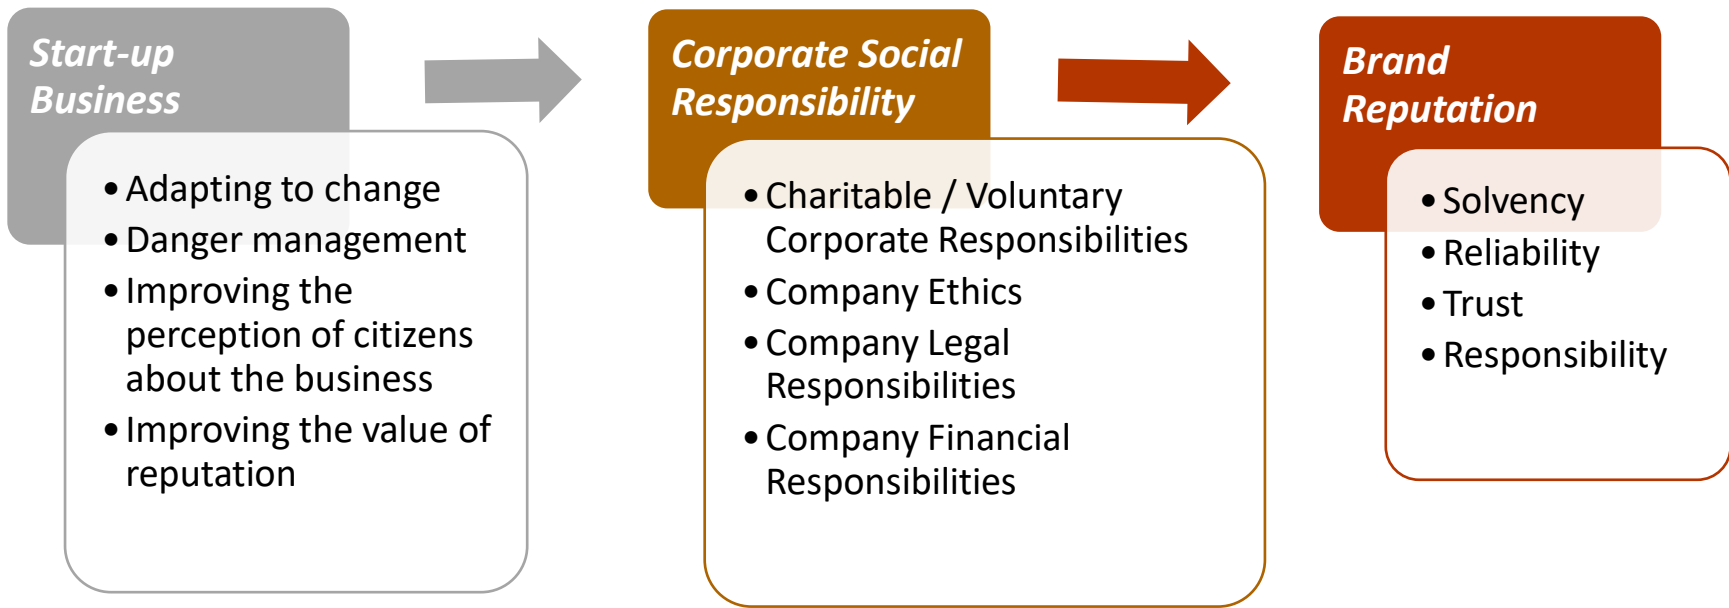 Start-up
Business
• Adapting to change
• Danger management
• Improving the
perception of citizens
about the business
• Improving the value of
reputation
Corporate Social
Responsibility
• Charitable / Voluntary
Corporate Responsibilities
• Company Ethics
• Company Legal
Responsibilities
• Company Financial
Responsibilities
Brand
Reputation
• Solvency
• Reliability
• Trust
• Responsibility